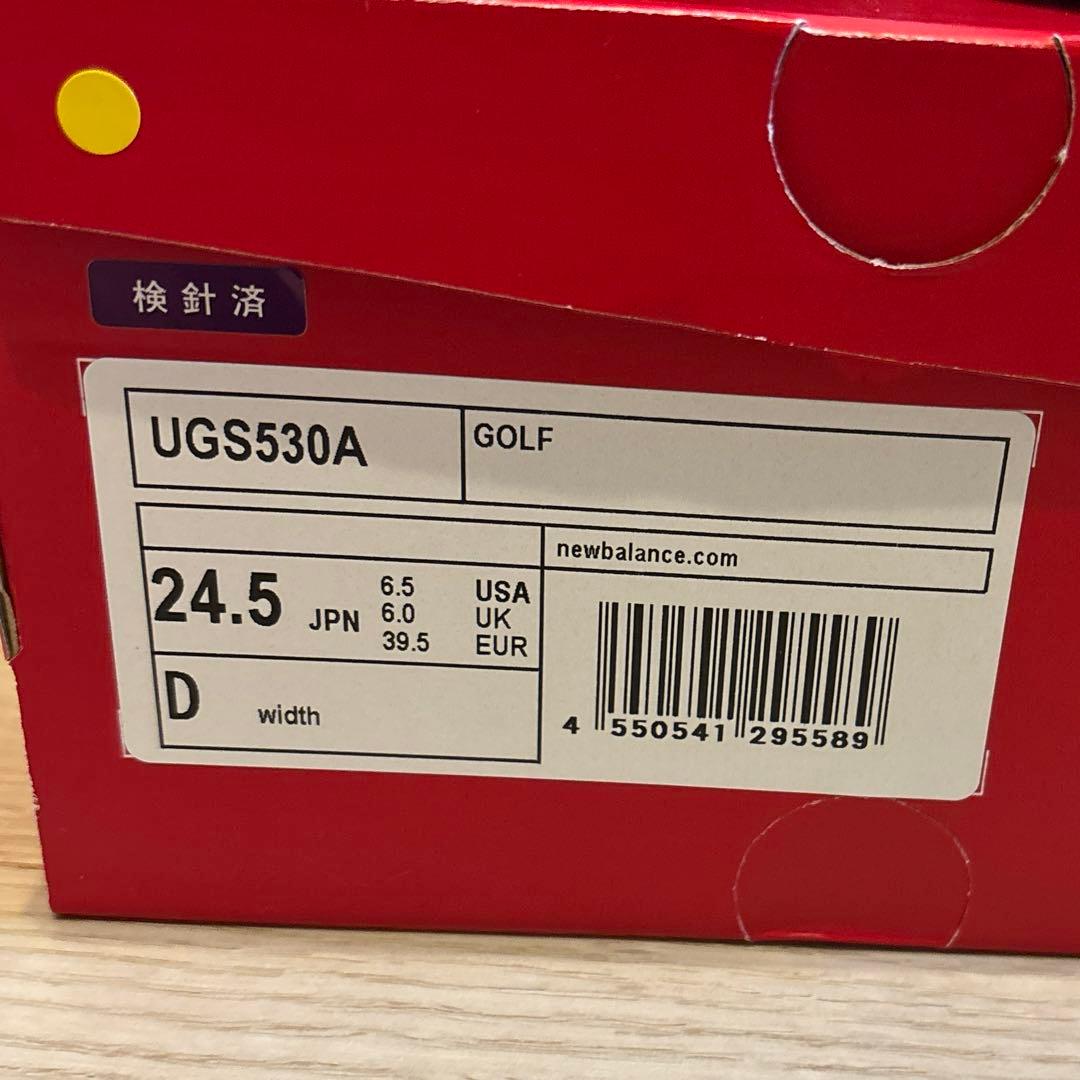 検針済
UGS530A
GOLF
newbalance.com
24.5 JPN
6.5 USA
6.0 UK
39.5 EUR
D width
4 550541 295589